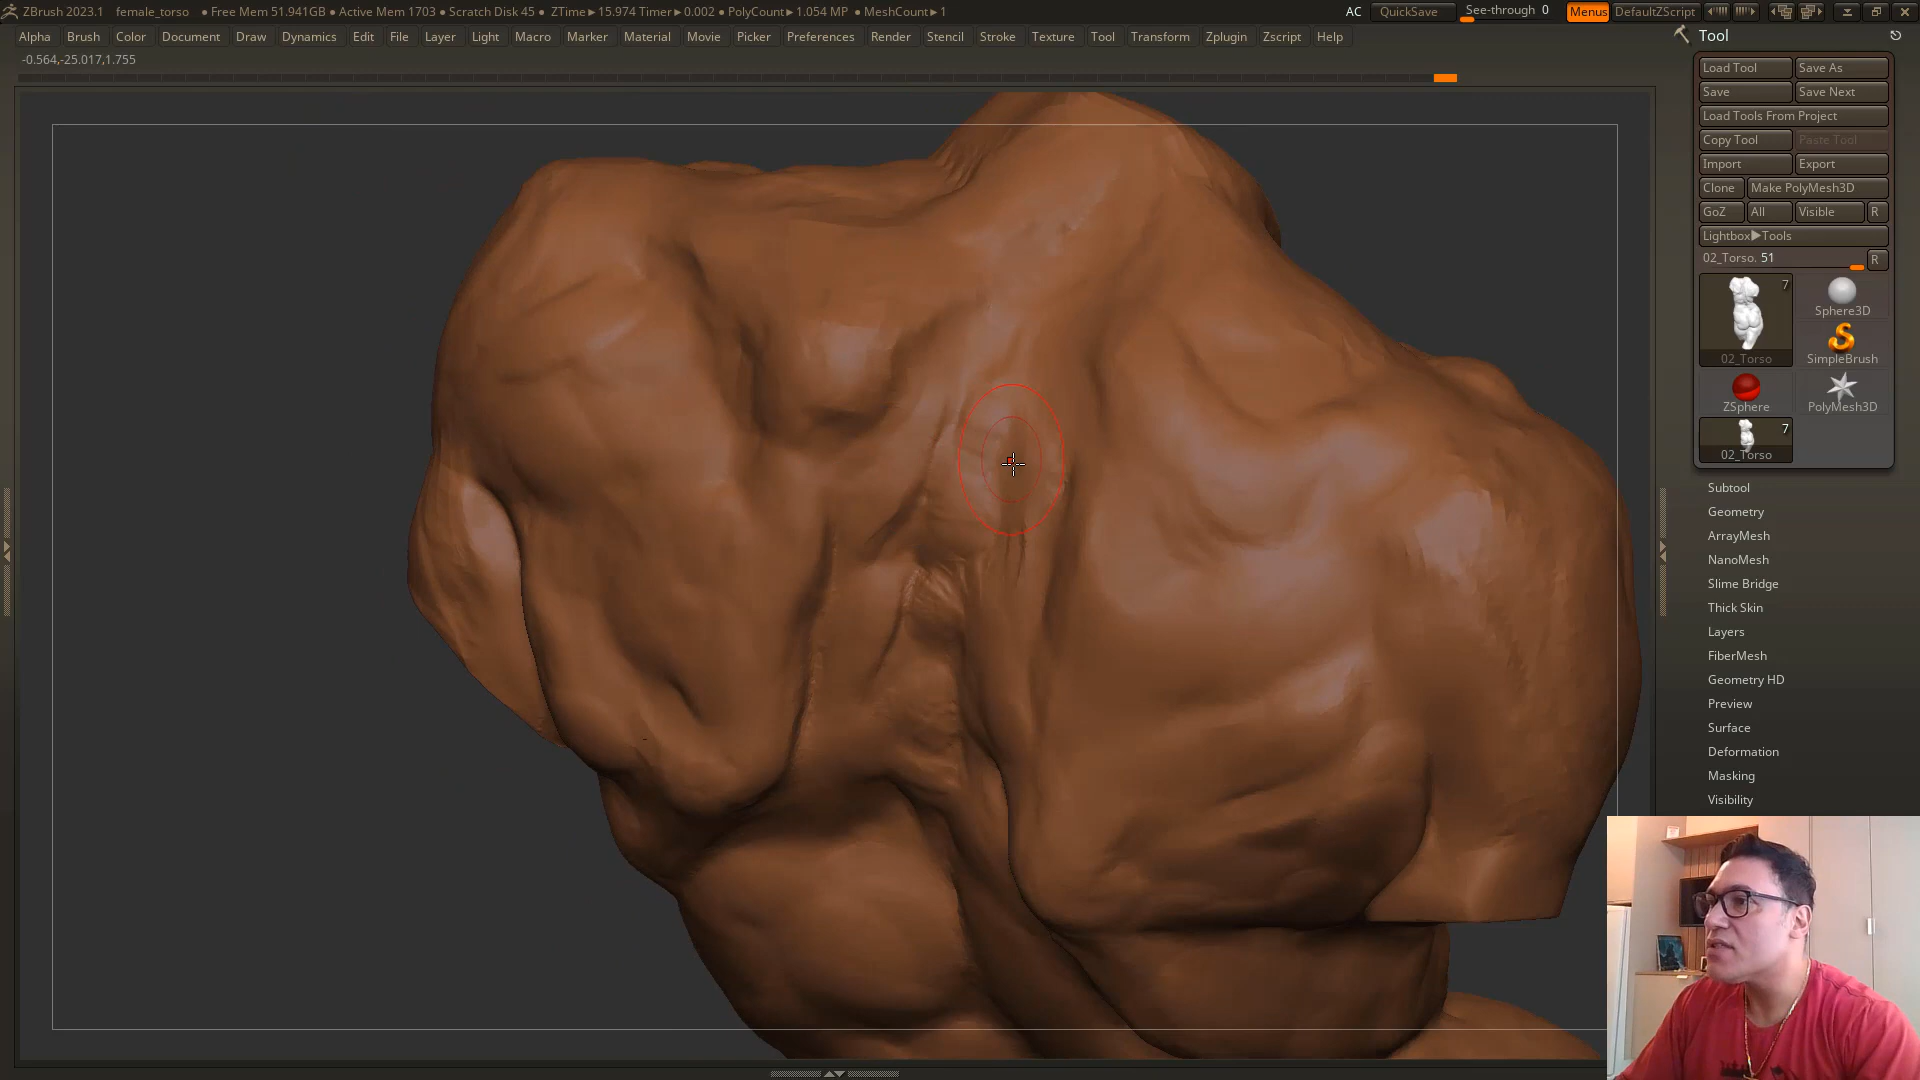 ZBrush 2023.1 female_torso ● Free Mem 51.941GB ● Active Mem 1703 ● Scratch Disk 45 ● ZTime►15.974 Timer►0.002 ● PolyCount►1.054 MP ● MeshCount►1 AC QuickSave See-through 0 Menus DefaultZScript
Alpha Brush Color Document Draw Dynamics Edit File Layer Light Macro Marker Material Movie Picker Preferences Render Stencil Stroke Texture Tool Transform Zplugin Zscript Help
-0.564,-25.017,1.755
Tool
Load Tool Save As
Save Save Next
Load Tools From Project
Copy Tool Paste Tool
Import Export
Clone Make PolyMesh3D
GoZ All Visible R
Lightbox►Tools
02_Torso. 51 R
7
02_Torso
Sphere3D
SimpleBrush
ZSphere PolyMesh3D
7
02_Torso
Subtool
Geometry
ArrayMesh
NanoMesh
Slime Bridge
Thick Skin
Layers
FiberMesh
Geometry HD
Preview
Surface
Deformation
Masking
Visibility